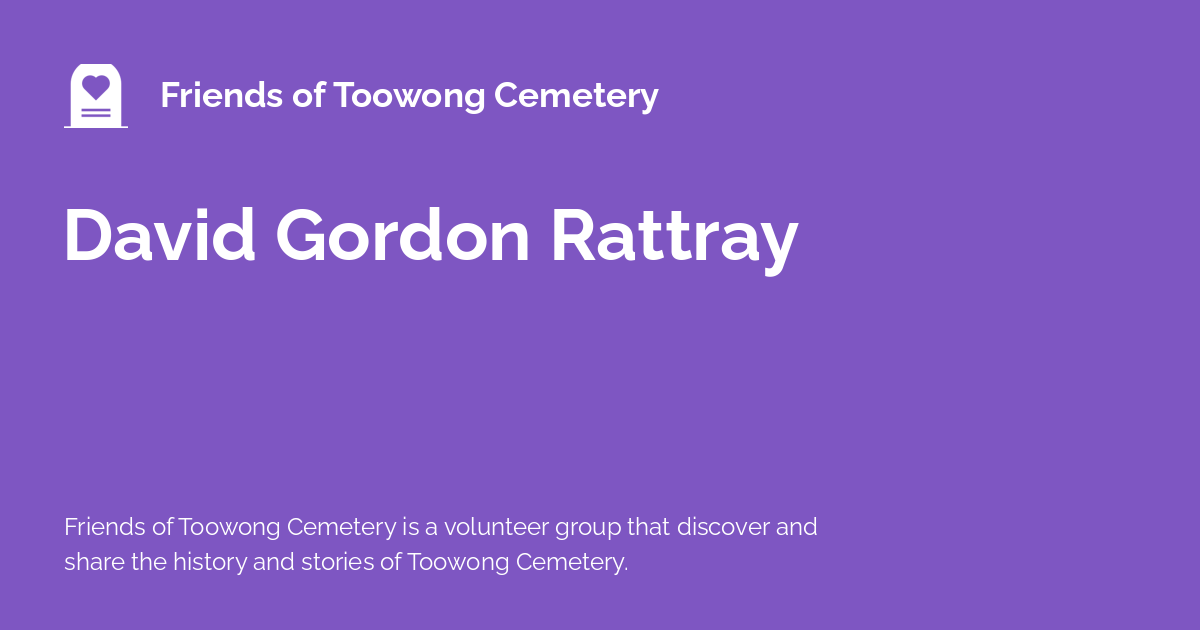 Friends of Toowong Cemetery
David Gordon Rattray
Friends of Toowong Cemetery is a volunteer group that discover and
share the history and stories of Toowong Cemetery.